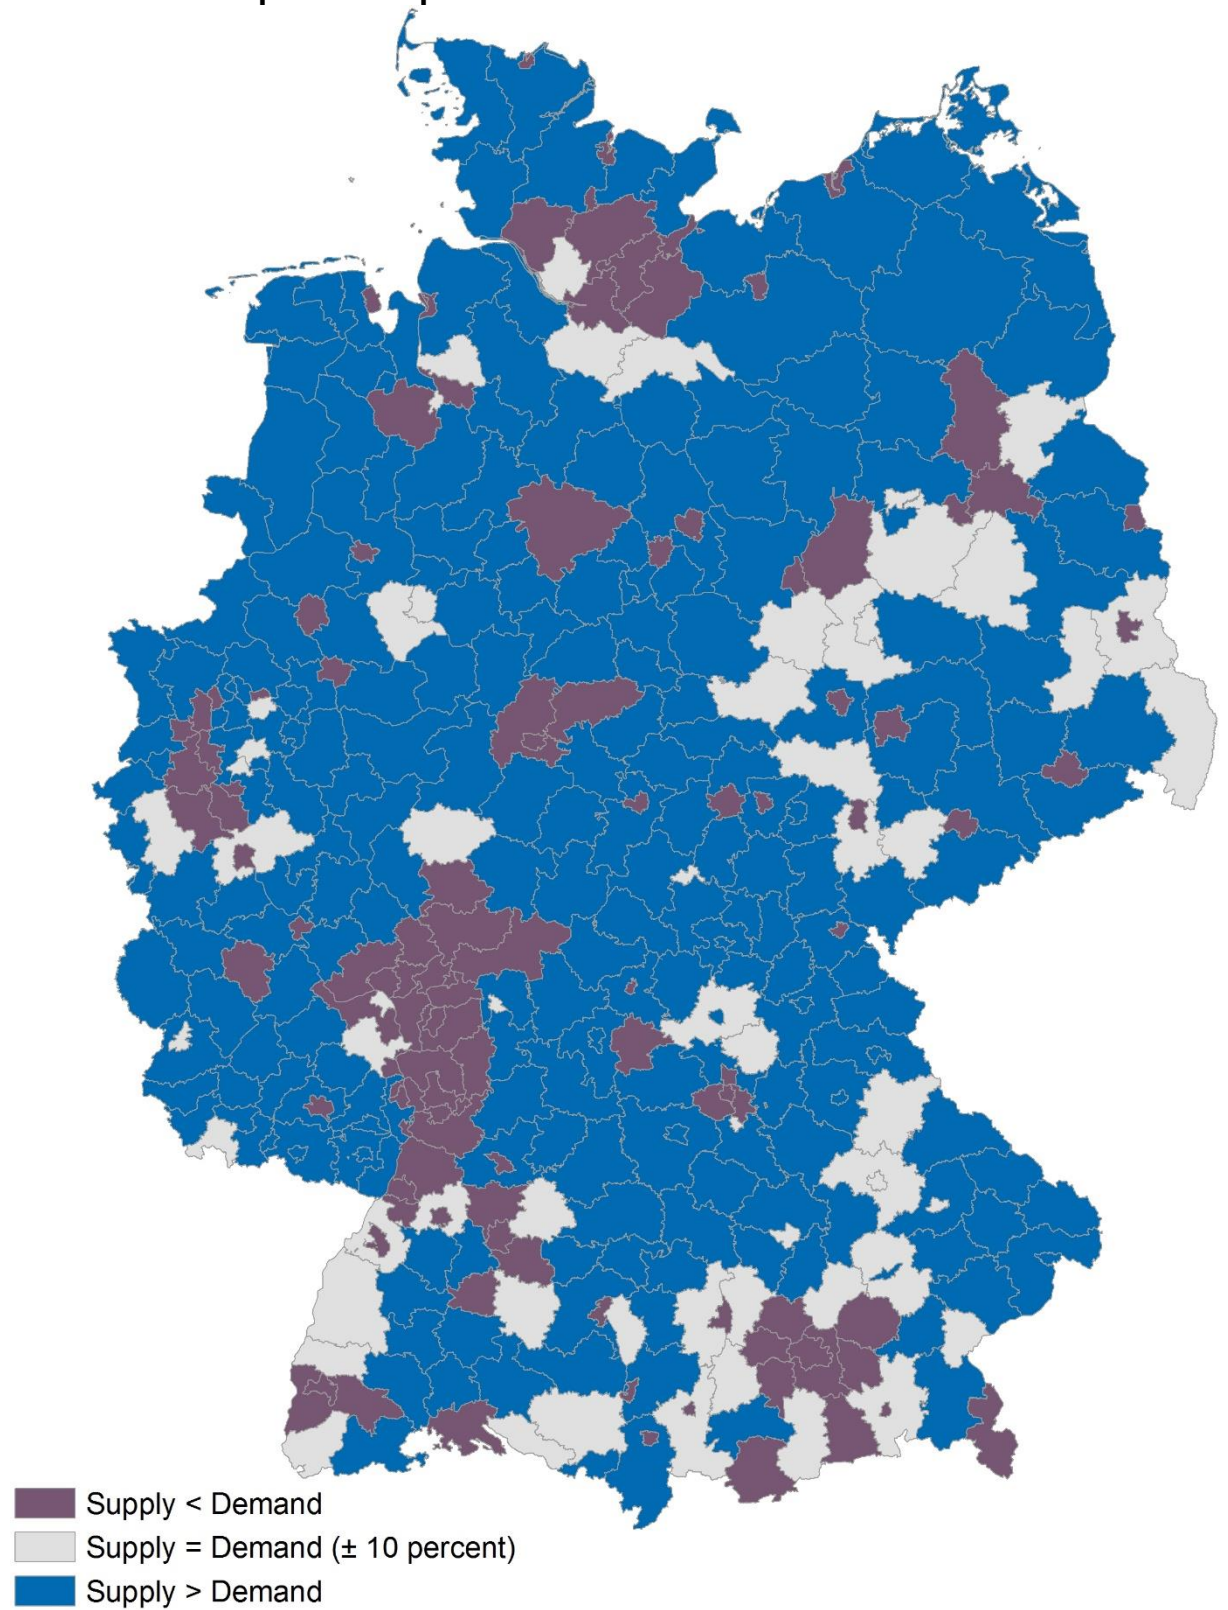 Supply < Demand
Supply = Demand (± 10 percent)
Supply > Demand